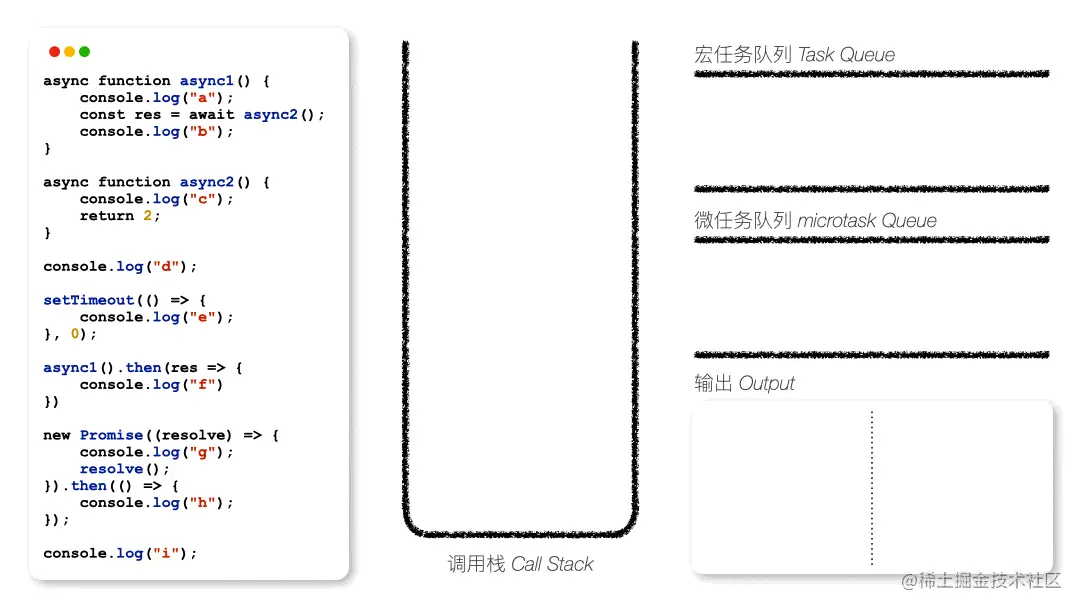 async function async1() {
    console.log("a");
    const res = await async2();
    console.log("b");
}
async function async2() {
    console.log("c");
    return 2;
}
console.log("d");
setTimeout(() => {
    console.log("e");
}, 0);
async1().then(res => {
    console.log("f")
})
new Promise((resolve) => {
    console.log("g");
    resolve();
}).then(() => {
    console.log("h");
});
console.log("i");
调用栈 Call Stack
宏任务队列 Task Queue
微任务队列 microtask Queue
输出 Output
@稀土掘金技术社区